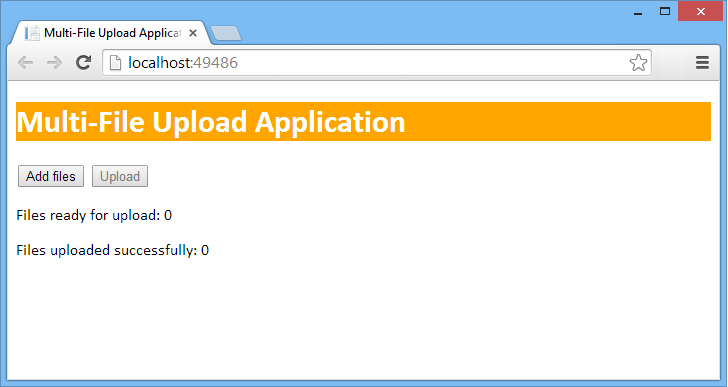 Multi-File Upload Applicat
localhost:49486
Multi-File Upload Application
Add files Upload
Files ready for upload: 0
Files uploaded successfully: 0